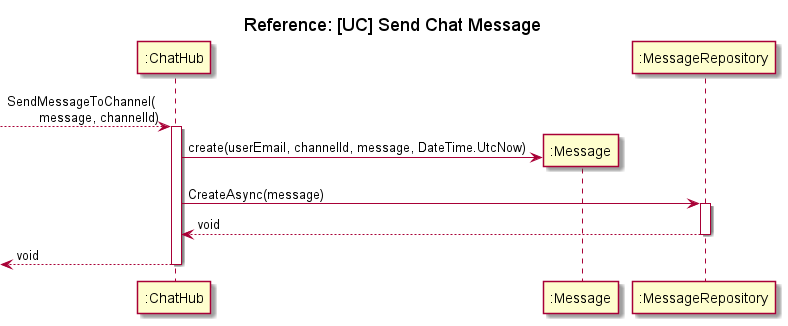 Reference: [UC] Send Chat Message
:ChatHub
:MessageRepository
SendMessageToChannel(
message, channelId)
create(userEmail, channelId, message, DateTime.UtcNow)
:Message
CreateAsync(message)
void
void
:ChatHub
:Message
:MessageRepository